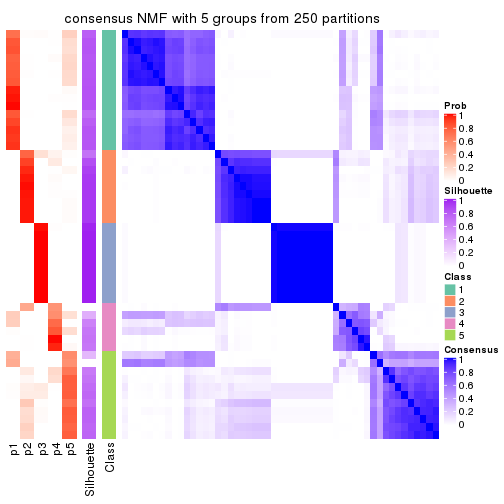 consensus NMF with 5 groups from 250 partitions
Prob
1
0.8
0.6
0.4
0.2
0
Silhouette
1
0.8
0.6
0.4
0.2
0
Class
1
2
3
4
5
Consensus
1
0.8
0.6
0.4
0.2
0
p1
p2
p3
p4
p5
Silhouette
Class